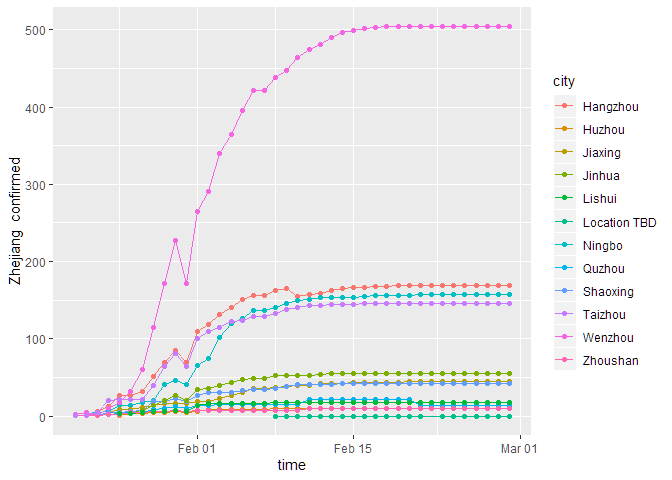 500
400
300
200
100
0
Zhejiang confirmed
Feb 01
Feb 15
Mar 01
time
city
Hangzhou
Huzhou
Jiaxing
Jinhua
Lishui
Location TBD
Ningbo
Quzhou
Shaoxing
Taizhou
Wenzhou
Zhoushan